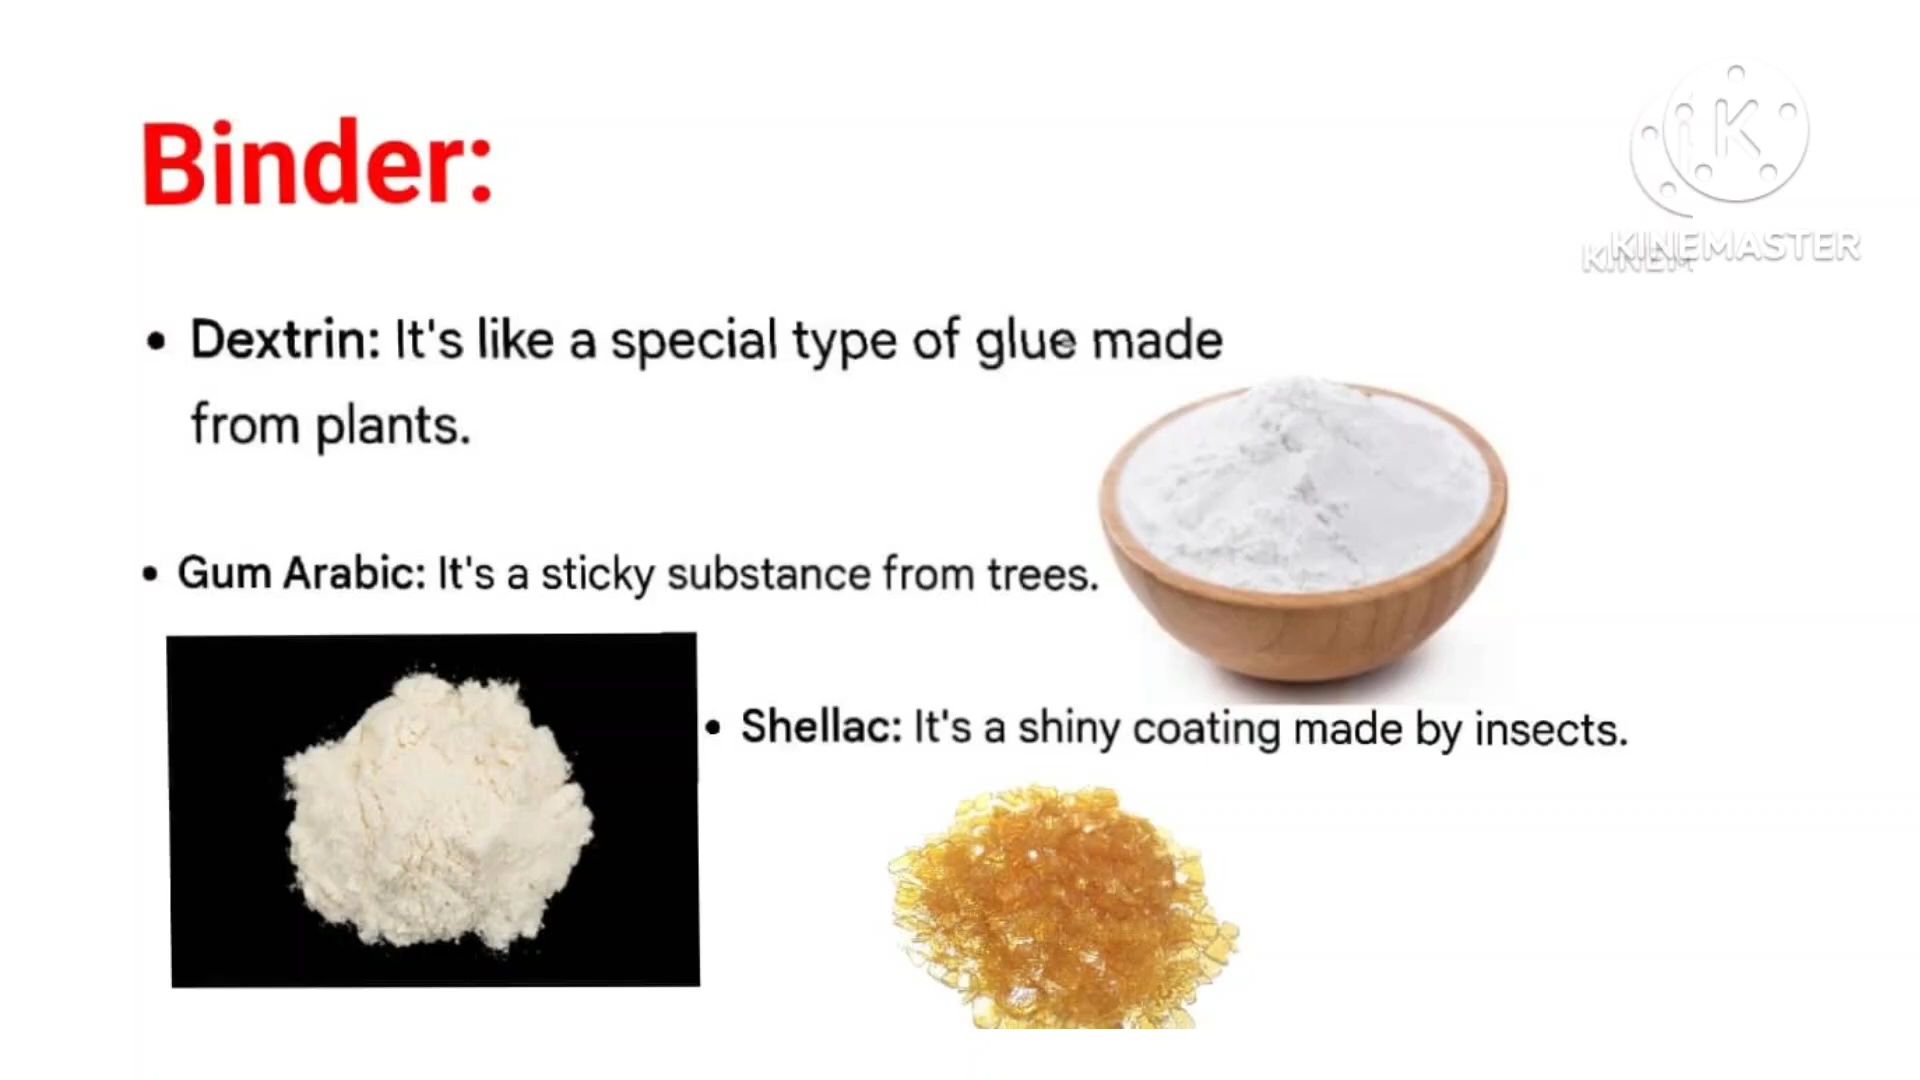 Binder:
K
KINEMASTER
KINEM
• Dextrin: It's like a special type of glue made
from plants.
• Gum Arabic: It's a sticky substance from trees.
• Shellac: It's a shiny coating made by insects.